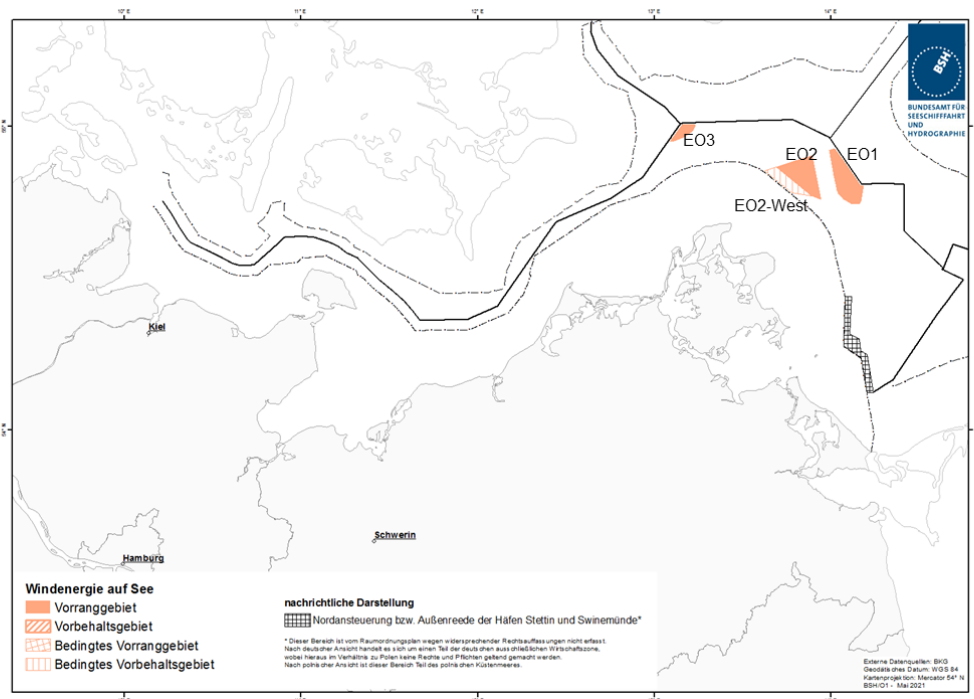 10° E 11° E 12° E 13° E 14° E
BSH
BUNDESAMT FÜR
SEESCHIFFFAHRT
UND
HYDROGRAPHIE
EO3
EO2
EO1
EO2-West
Kiel
54° N
Schwerin
Hamburg
Windenergie auf See
Vorranggebiet
Vorbehaltsgebiet
Bedingtes Vorranggebiet
Bedingtes Vorbehaltsgebiet
nachrichtliche Darstellung
Nordansteuerung bzw. Außenreede der Häfen Stettin und Swinemünde*
* Dieser Bereich ist vom Raumordnungsplan wegen widersprechender Rechtsauffassungen nicht erfasst.
Nach deutscher Ansicht handelt es sich um einen Teil der deutschen ausschließlichen Wirtschaftszone,
wobei hieraus im Verhältnis zu Polen keine Rechte und Pflichten geltend gemacht werden.
Nach polnischer Ansicht ist dieser Bereich Teil des polnischen Küstenmeeres.
Externe Datenquellen: BKG
Geodätisches Datum: WGS 84
Kartenprojektion: Mercator 54° N
BSH/O1 - Mai 2021